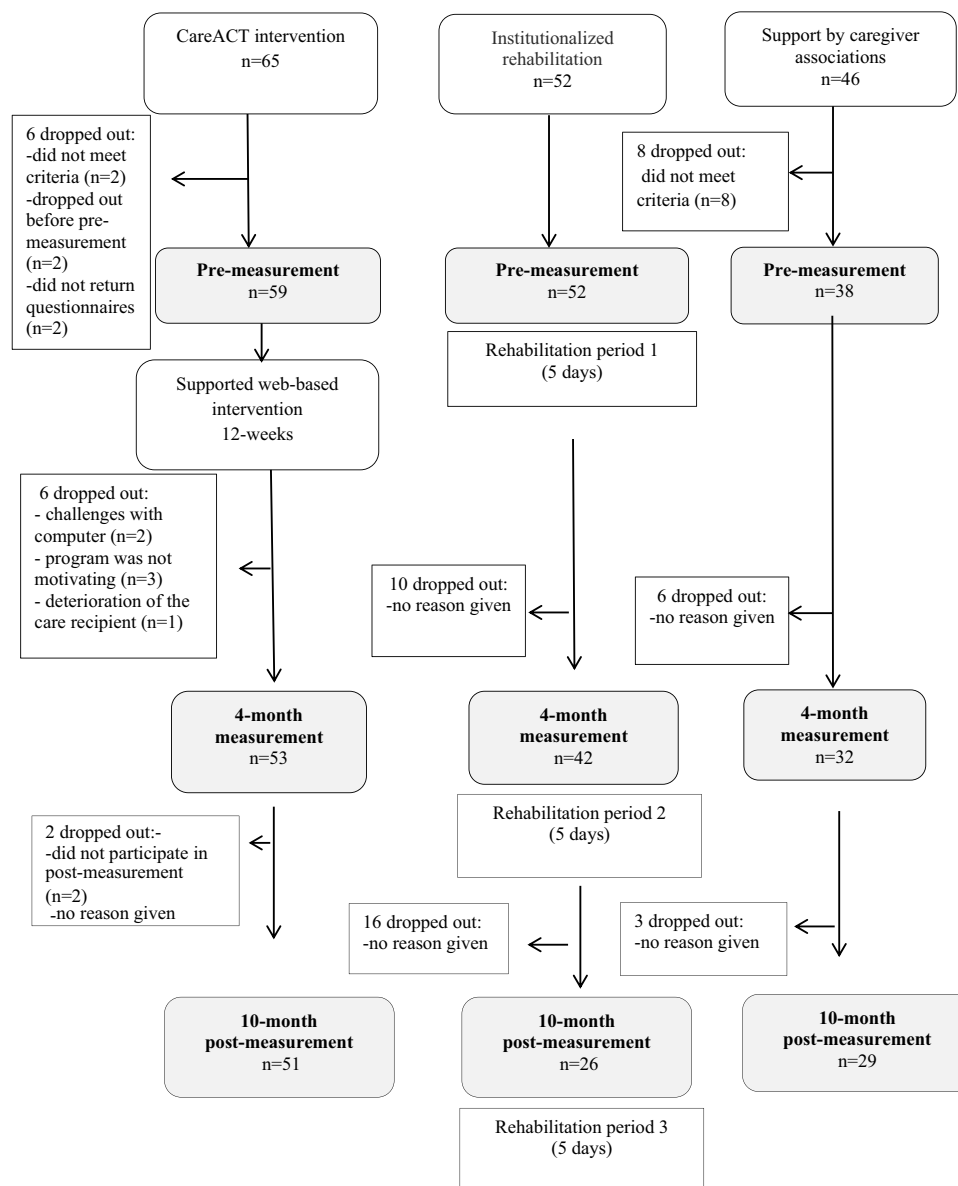 CareACT intervention
n=65
Institutionalized
rehabilitation
n=52
Support by caregiver
associations
n=46
6 dropped out:
-did not meet
criteria (n=2)
-dropped out
before pre-
measurement
(n=2)
-did not return
questionnaires
(n=2)
8 dropped out:
did not meet
criteria (n=8)
Pre-measurement
n=59
Pre-measurement
n=52
Pre-measurement
n=38
Rehabilitation period 1
(5 days)
Supported web-based
intervention
12-weeks
6 dropped out:
- challenges with
computer (n=2)
- program was not
motivating (n=3)
- deterioration of the
care recipient (n=1)
10 dropped out:
-no reason given
6 dropped out:
-no reason given
4-month
measurement
n=53
4-month
measurement
n=42
4-month
measurement
n=32
Rehabilitation period 2
(5 days)
2 dropped out:-
-did not participate in
post-measurement
(n=2)
-no reason given
16 dropped out:
-no reason given
3 dropped out:
-no reason given
10-month
post-measurement
n=51
10-month
post-measurement
n=26
10-month
post-measurement
n=29
Rehabilitation period 3
(5 days)